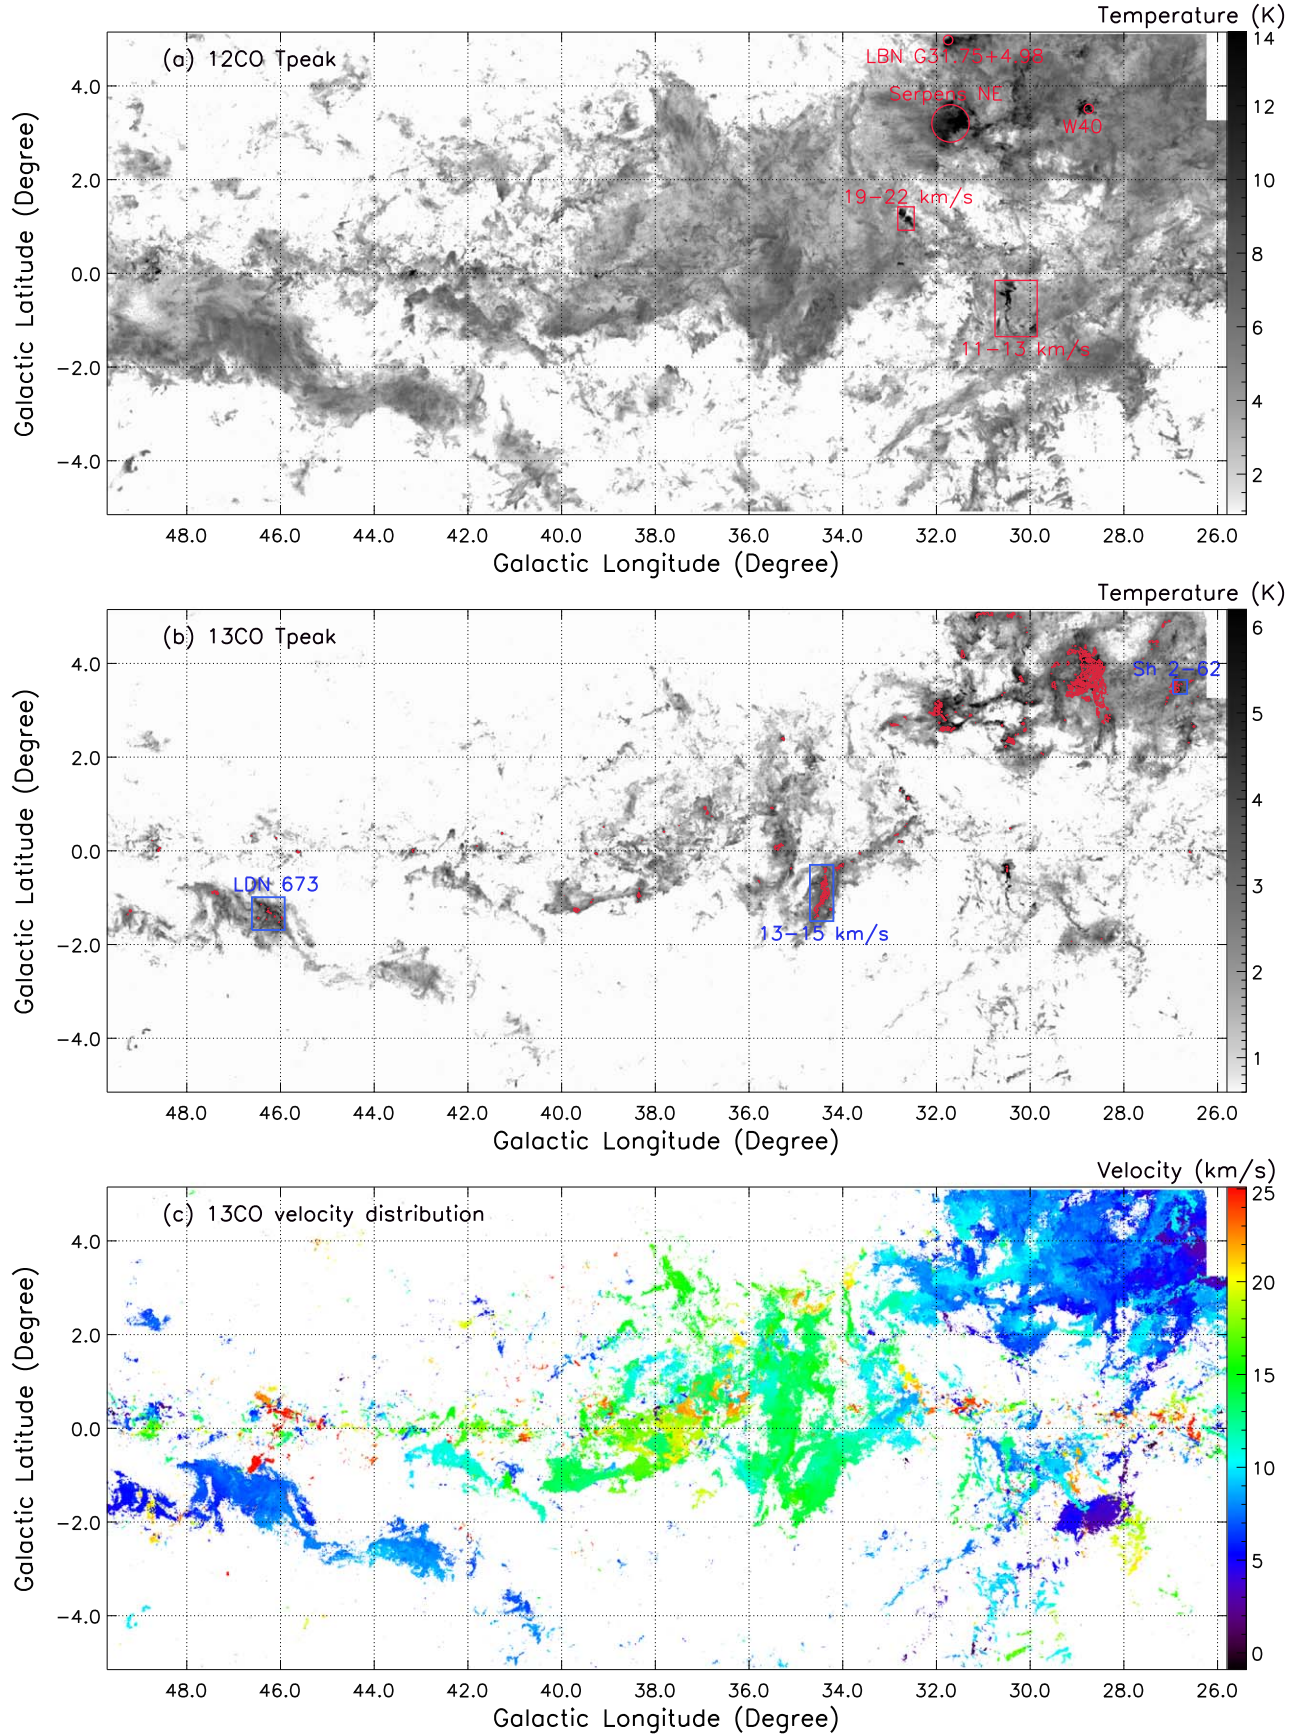 Temperature (K)
(a) 12CO Tpeak
LBN G31.75+4.98
Serpens NE
W40
19-22 km/s
11-13 km/s
4.0
2.0
0.0
-2.0
-4.0
Galactic Latitude (Degree)
14
12
10
8
6
4
2
48.0 46.0 44.0 42.0 40.0 38.0 36.0 34.0 32.0 30.0 28.0 26.0
Galactic Longitude (Degree)
Temperature (K)
(b) 13CO Tpeak
Sh 2-62
LDN 673
13-15 km/s
4.0
2.0
0.0
-2.0
-4.0
Galactic Latitude (Degree)
6
5
4
3
2
1
48.0 46.0 44.0 42.0 40.0 38.0 36.0 34.0 32.0 30.0 28.0 26.0
Galactic Longitude (Degree)
Velocity (km/s)
(c) 13CO velocity distribution
4.0
2.0
0.0
-2.0
-4.0
Galactic Latitude (Degree)
25
20
15
10
5
0
48.0 46.0 44.0 42.0 40.0 38.0 36.0 34.0 32.0 30.0 28.0 26.0
Galactic Longitude (Degree)